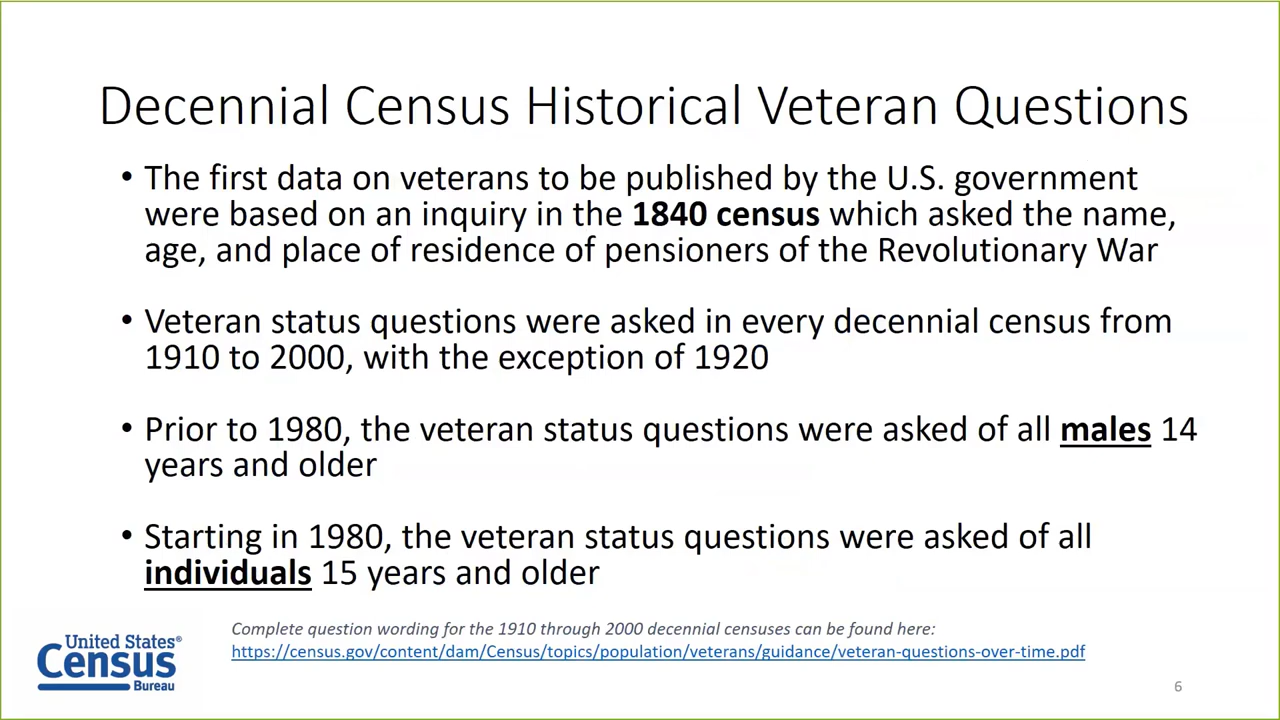 Decennial Census Historical Veteran Questions
• The first data on veterans to be published by the U.S. government
were based on an inquiry in the 1840 census which asked the name,
age, and place of residence of pensioners of the Revolutionary War
• Veteran status questions were asked in every decennial census from
1910 to 2000, with the exception of 1920
• Prior to 1980, the veteran status questions were asked of all males 14
years and older
• Starting in 1980, the veteran status questions were asked of all
individuals 15 years and older
Complete question wording for the 1910 through 2000 decennial censuses can be found here:
https://census.gov/content/dam/Census/topics/population/veterans/guidance/veteran-questions-over-time.pdf
United States®
Census
Bureau
6